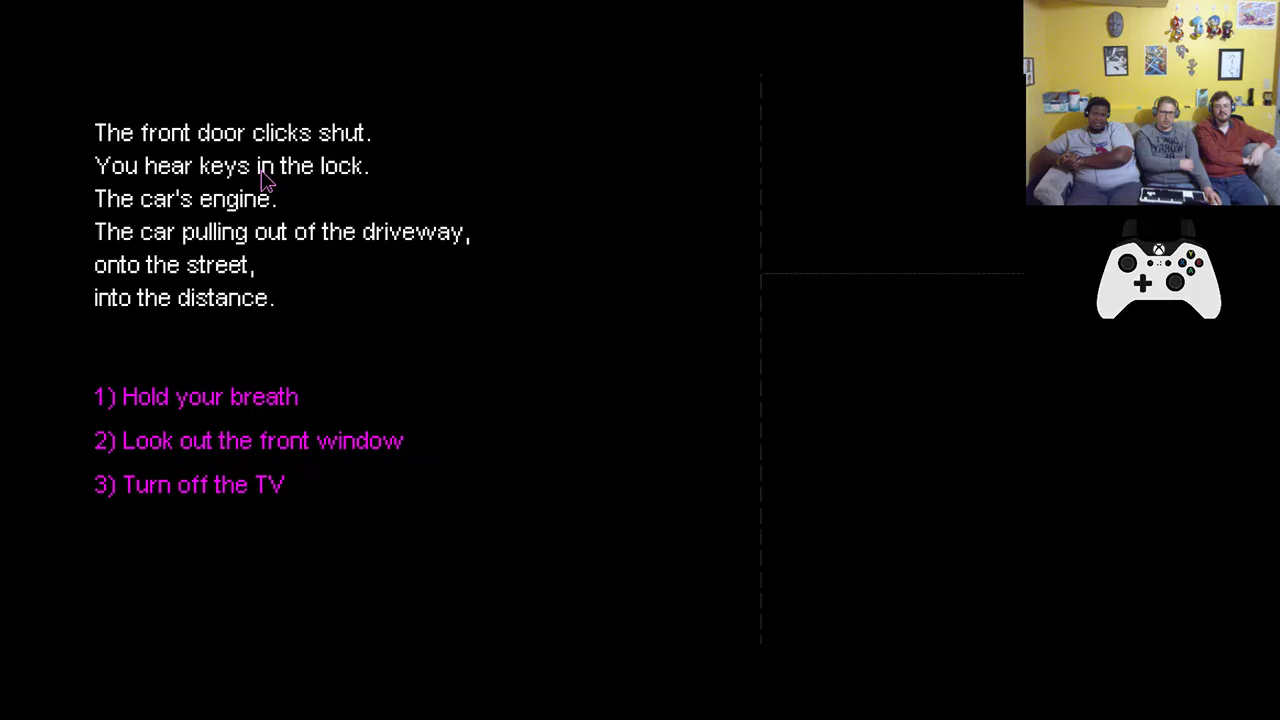 The front door clicks shut.
You hear keys in the lock.
The car's engine.
The car pulling out of the driveway,
onto the street,
into the distance.
1) Hold your breath
2) Look out the front window
3) Turn off the TV